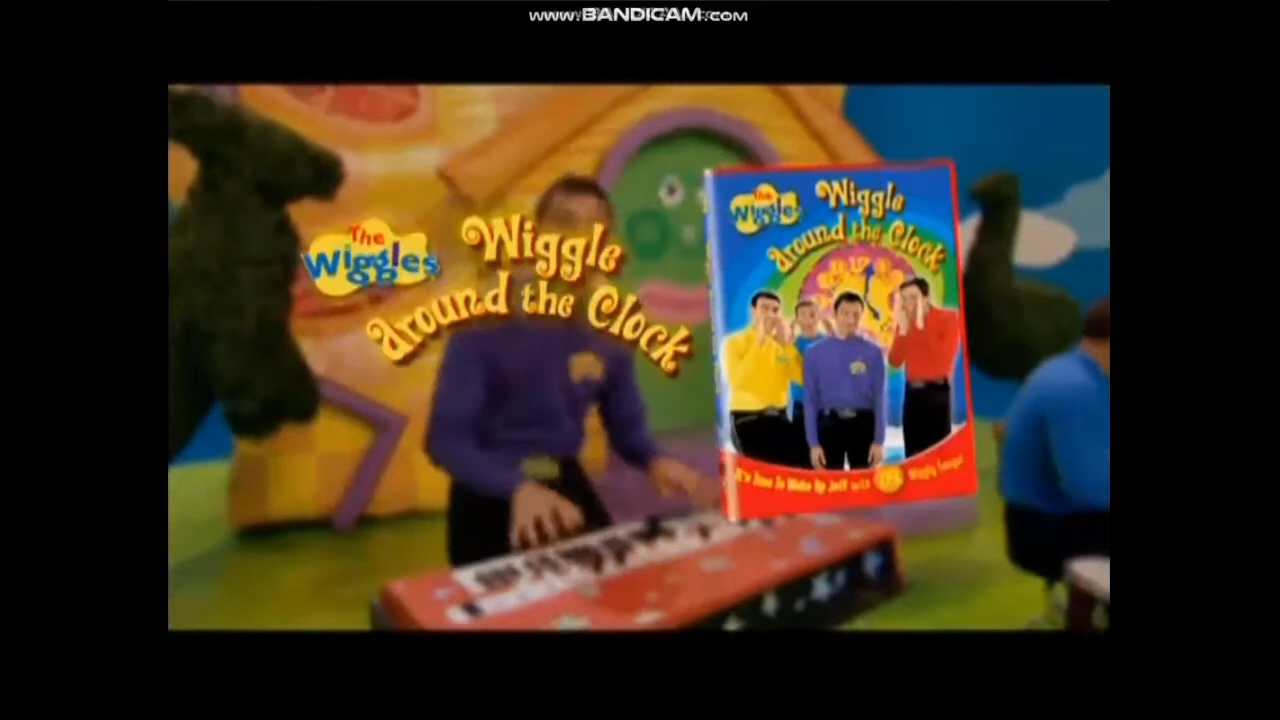 www.BANDICAM.com
The
Wiggles
Wiggle
around the Clock
the
Wiggles
Wiggle
around the Clock
It's Time To Wake Up Jeff with
Wiggly Songs!